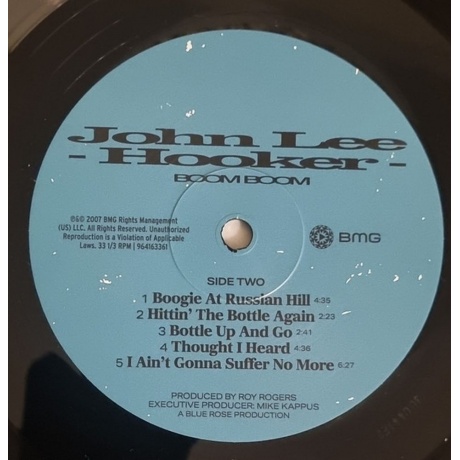 John Lee
- Hooker -
BOOM BOOM
℗© 2007 BMG Rights Management
(US) LLC. All Rights Reserved. Unauthorized
Reproduction is a Violation of Applicable
Laws. 33 1/3 RPM | 964163361
BMG
SIDE TWO
1 Boogie At Russian Hill 4:35
2 Hittin' The Bottle Again 2:23
3 Bottle Up And Go 2:41
4 Thought I Heard 4:36
5 I Ain't Gonna Suffer No More 6:27
PRODUCED BY ROY ROGERS
EXECUTIVE PRODUCER: MIKE KAPPUS
A BLUE ROSE PRODUCTION